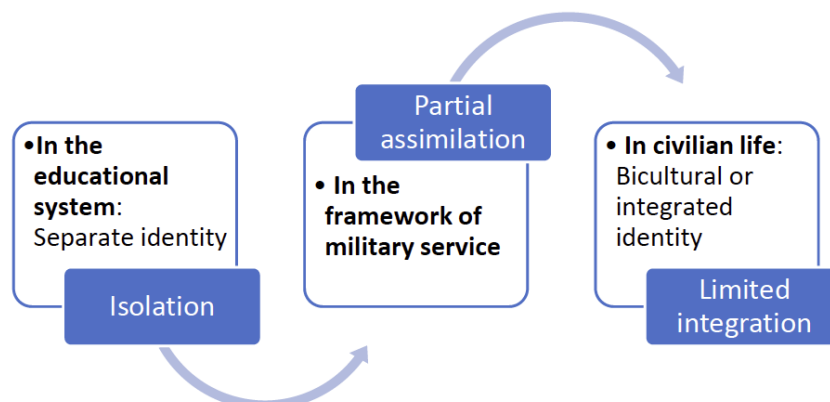 •In the
educational
system:
Separate identity
Isolation
Partial
assimilation
• In the
framework of
military service
• In civilian life:
Bicultural or
integrated
identity
Limited
integration